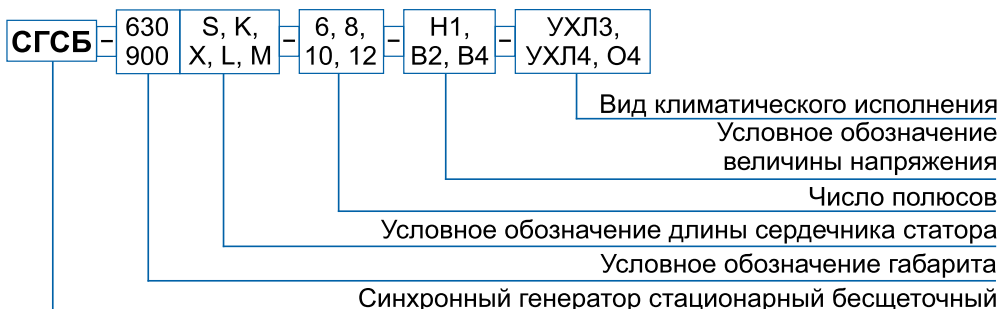 СГСБ – 630 S, K, – 6, 8, – Н1, – УХЛ3,
900 X, L, M 10, 12 В2, В4 УХЛ4, О4
Вид климатического исполнения
Условное обозначение
величины напряжения
Число полюсов
Условное обозначение длины сердечника статора
Условное обозначение габарита
Синхронный генератор стационарный бесщеточный